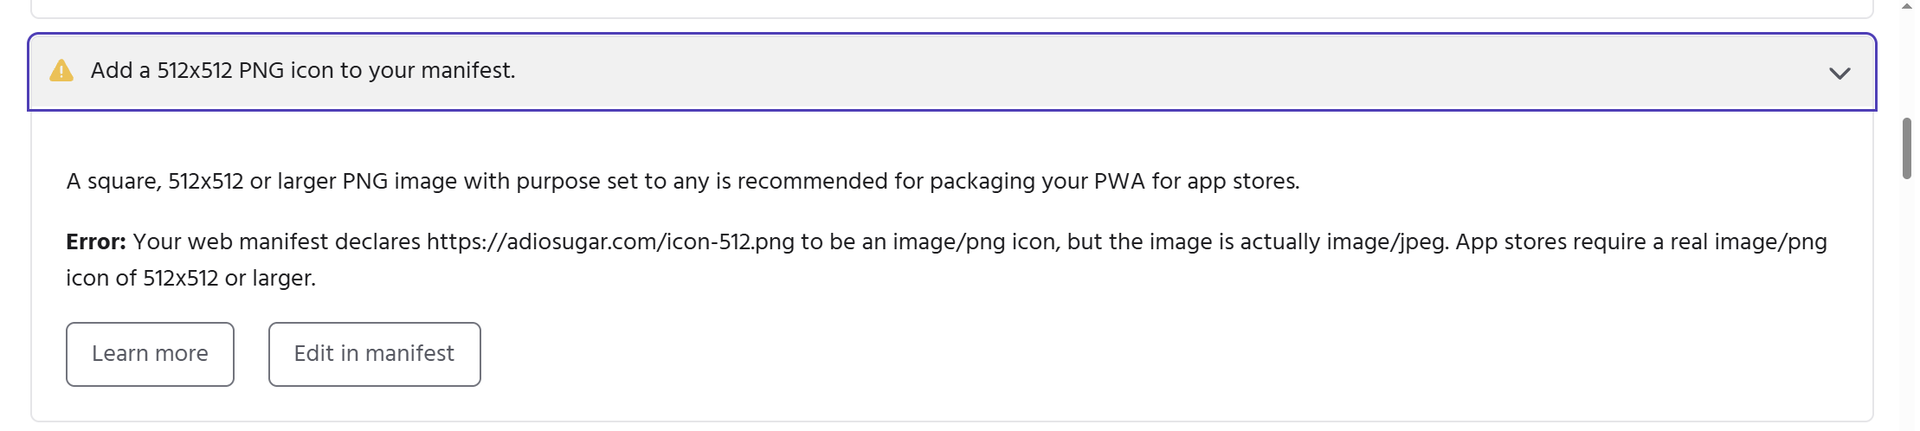 Add a 512x512 PNG icon to your manifest.
A square, 512x512 or larger PNG image with purpose set to any is recommended for packaging your PWA for app stores.
Error: Your web manifest declares https://adiosugar.com/icon-512.png to be an image/png icon, but the image is actually image/jpeg. App stores require a real image/png
icon of 512x512 or larger.
Learn more
Edit in manifest